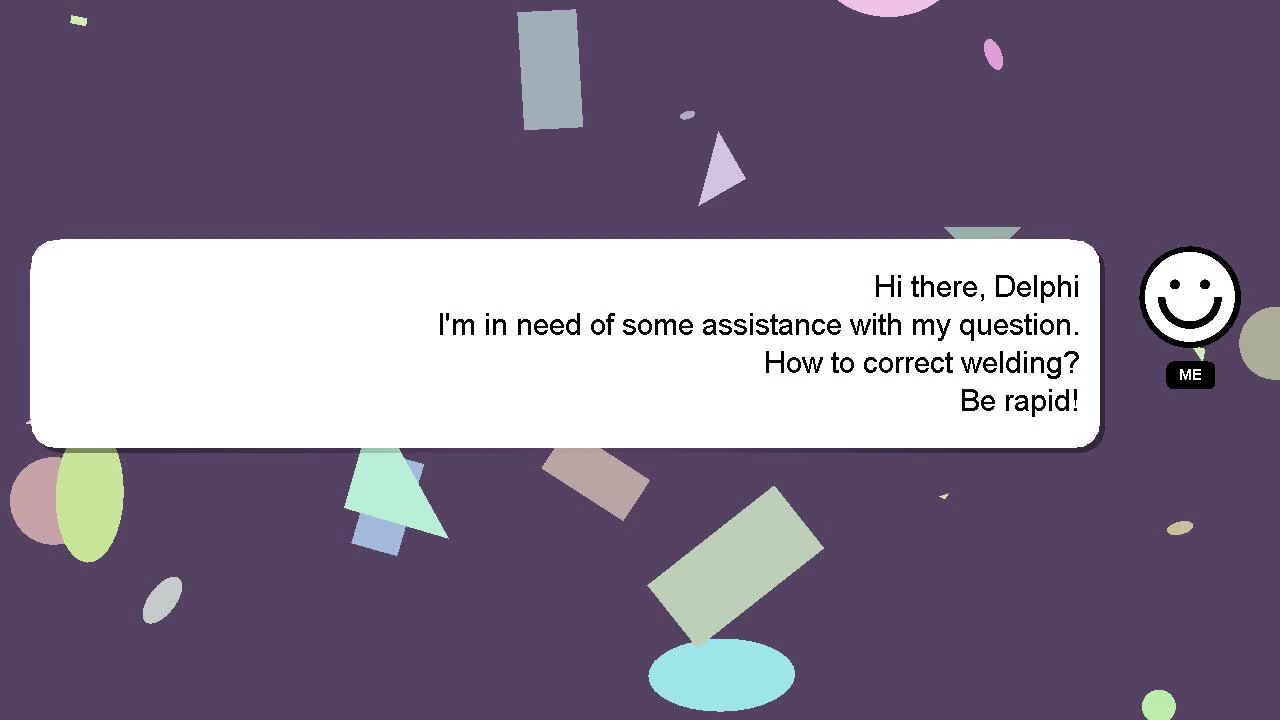 Hi there, Delphi
I'm in need of some assistance with my question.
How to correct welding?
Be rapid!
ME